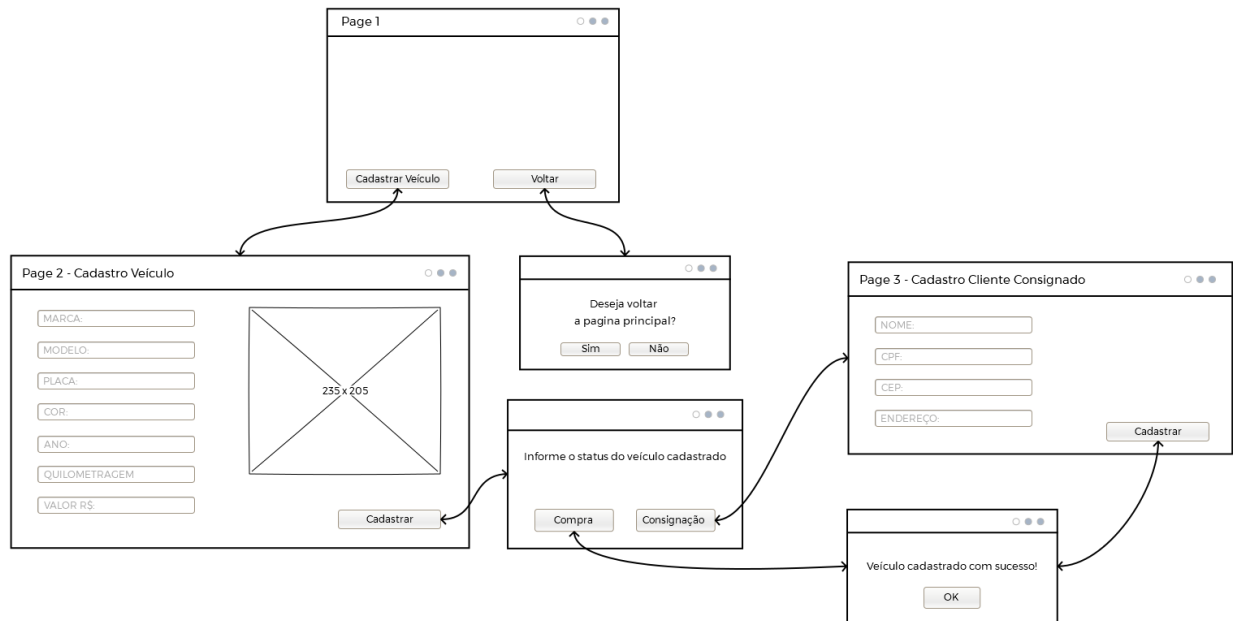 Page 1
Cadastrar Veículo
Voltar
Page 2 - Cadastro Veículo
MARCA:
MODELO:
PLACA:
COR:
ANO:
QUILOMETRAGEM
VALOR R$:
235 x 205
Cadastrar
Deseja voltar
a pagina principal?
Sim
Não
Informe o status do veículo cadastrado
Compra
Consignação
Page 3 - Cadastro Cliente Consignado
NOME:
CPF:
CEP:
ENDEREÇO:
Cadastrar
Veículo cadastrado com sucesso!
OK